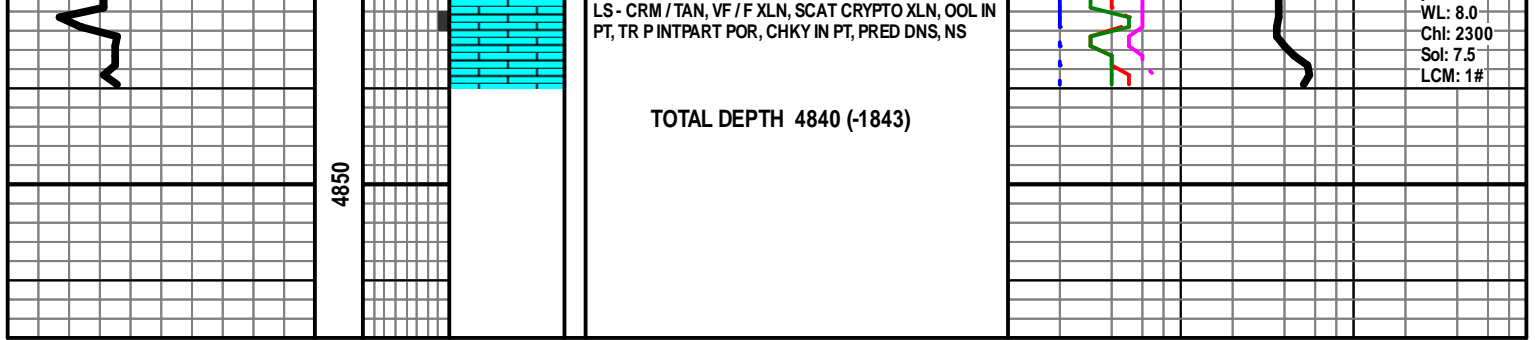 LS - CRM / TAN, VF / F XLN, SCAT CRYPTO XLN, OOL IN
PT, TR P INTPART POR, CHKY IN PT, PRED DNS, NS
WL: 8.0
Chl: 2300
Sol: 7.5
LCM: 1#
TOTAL DEPTH 4840 (-1843)
4850